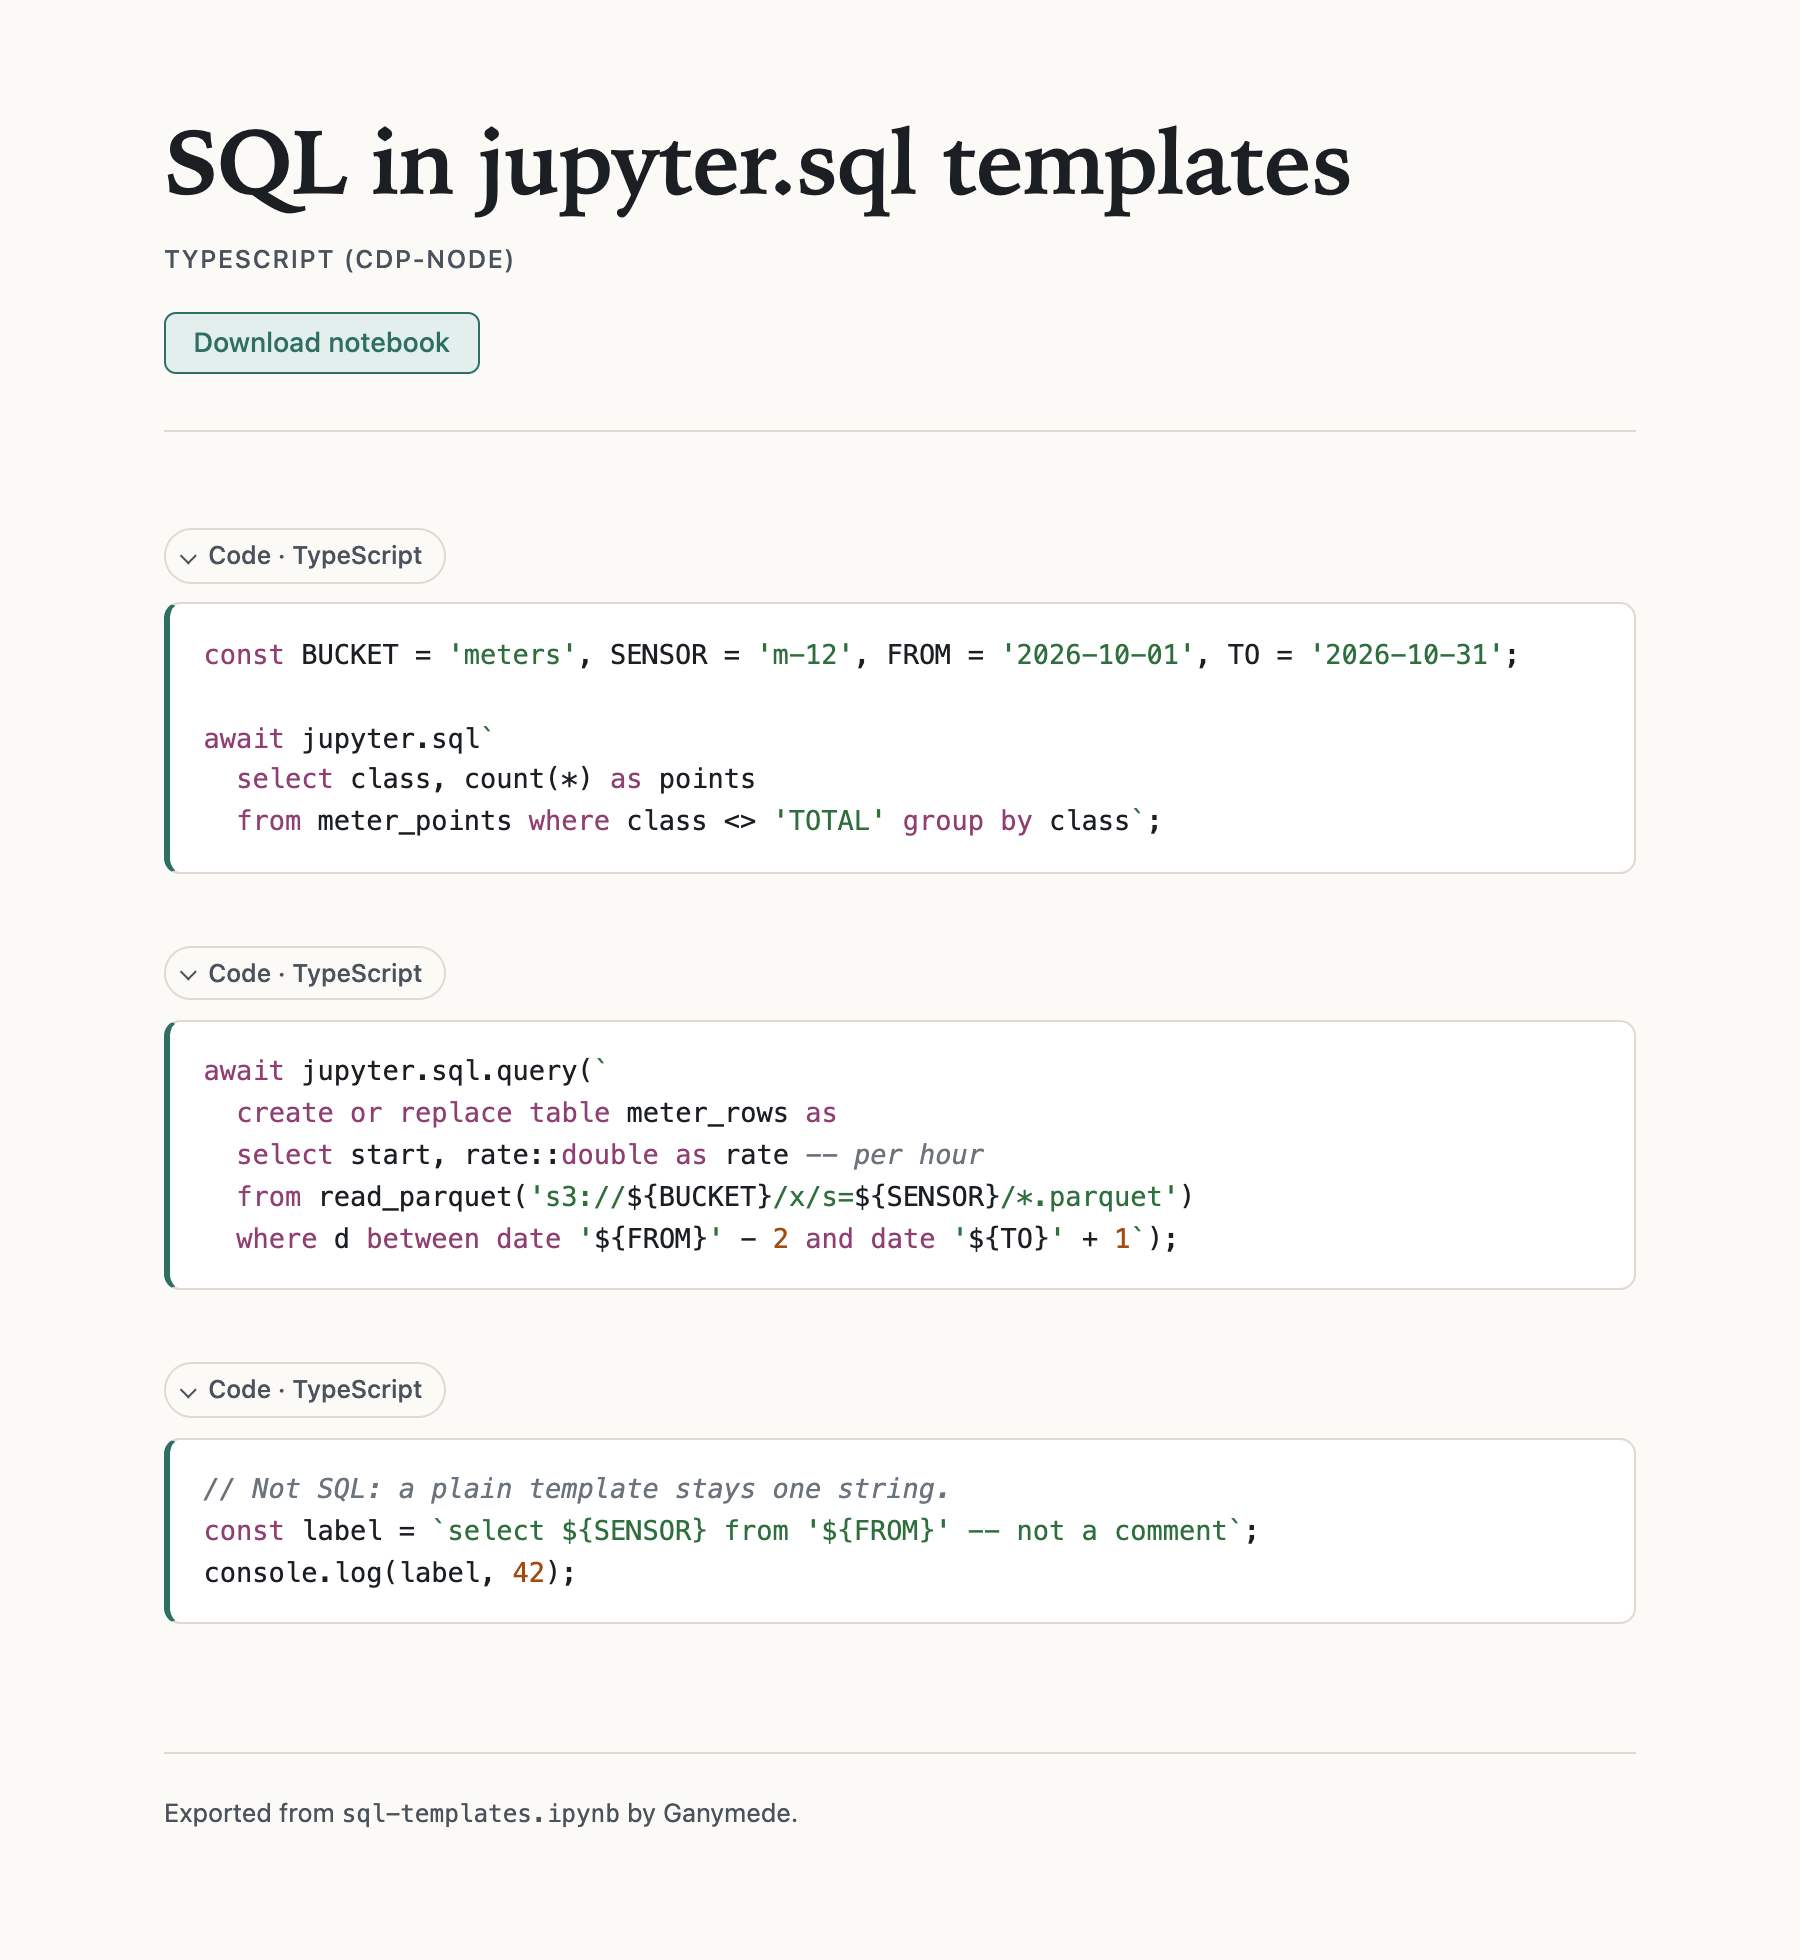 SQL in jupyter.sql templates
TYPESCRIPT (CDP-NODE)
Download notebook
Code · TypeScript
const BUCKET = 'meters', SENSOR = 'm-12', FROM = '2026-10-01', TO = '2026-10-31';
await jupyter.sql`
  select class, count(*) as points
  from meter_points where class <> 'TOTAL' group by class`;
Code · TypeScript
await jupyter.sql.query(`
  create or replace table meter_rows as
  select start, rate::double as rate -- per hour
  from read_parquet('s3://${BUCKET}/x/s=${SENSOR}/*.parquet')
  where d between date '${FROM}' - 2 and date '${TO}' + 1`);
Code · TypeScript
// Not SQL: a plain template stays one string.
const label = `select ${SENSOR} from '${FROM}' -- not a comment`;
console.log(label, 42);
Exported from sql-templates.ipynb by Ganymede.